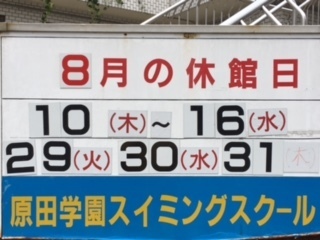 8月の休館日
10(木)~16(水)
29(火)30(水)31(木)
原田学園スイミングスクール